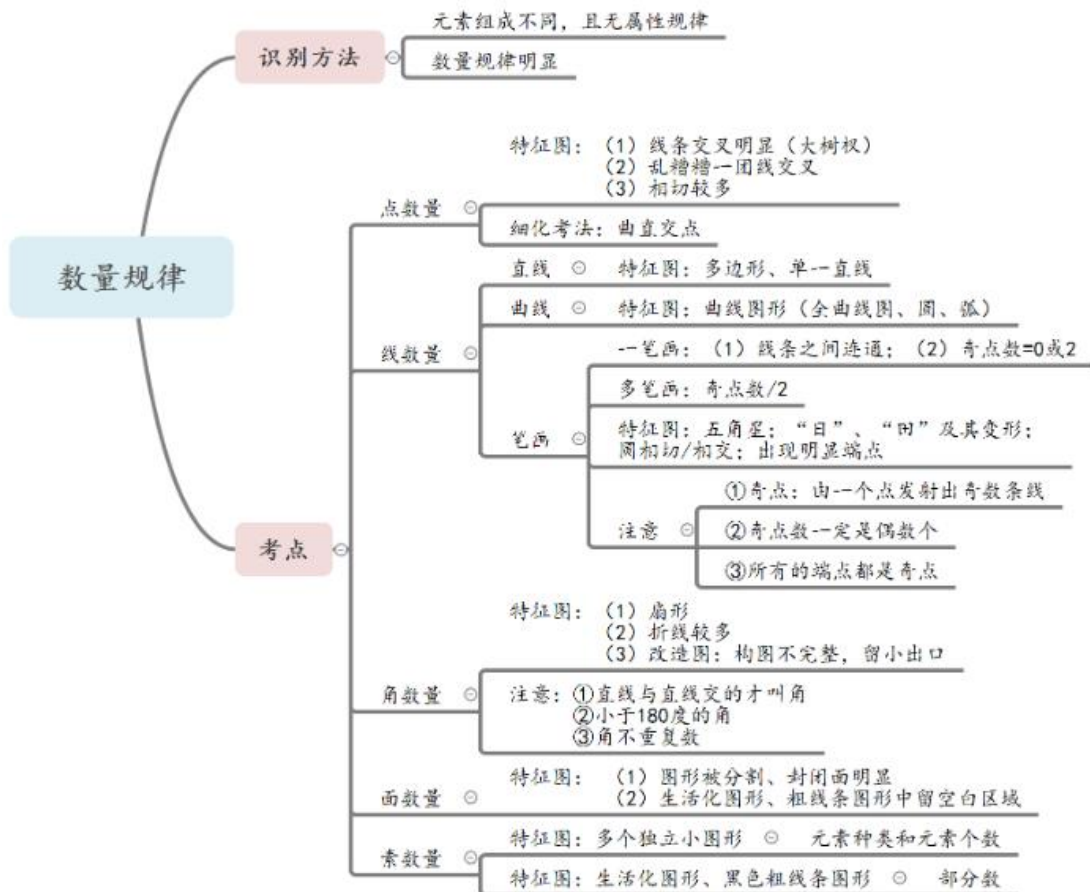 数量规律
识别方法
元素组成不同，且无属性规律
数量规律明显
考点
点数量
特征图：（1）线条交叉明显（大树杈）
（2）乱糟糟一团线交叉
（3）相切较多
细化考法：曲直交点
线数量
直线
特征图：多边形、单一直线
曲线
特征图：曲线图形（全曲线图、圆、弧）
笔画
一笔画：（1）线条之间连通；（2）奇点数=0或2
多笔画：奇点数/2
特征图：五角星；“日”、“田”及其变形；
圆相切/相交；出现明显端点
注意
①奇点：由一个点发射出奇数条线
②奇点数一定是偶数个
③所有的端点都是奇点
角数量
特征图：（1）扇形
（2）折线较多
（3）改造图：构图不完整，留小出口
注意：①直线与直线交的才叫角
②小于180度的角
③角不重复数
面数量
特征图：（1）图形被分割、封闭面明显
（2）生活化图形、粗线条图形中留空白区域
素数量
特征图：多个独立小图形
元素种类和元素个数
特征图：生活化图形、黑色粗线条图形
部分数